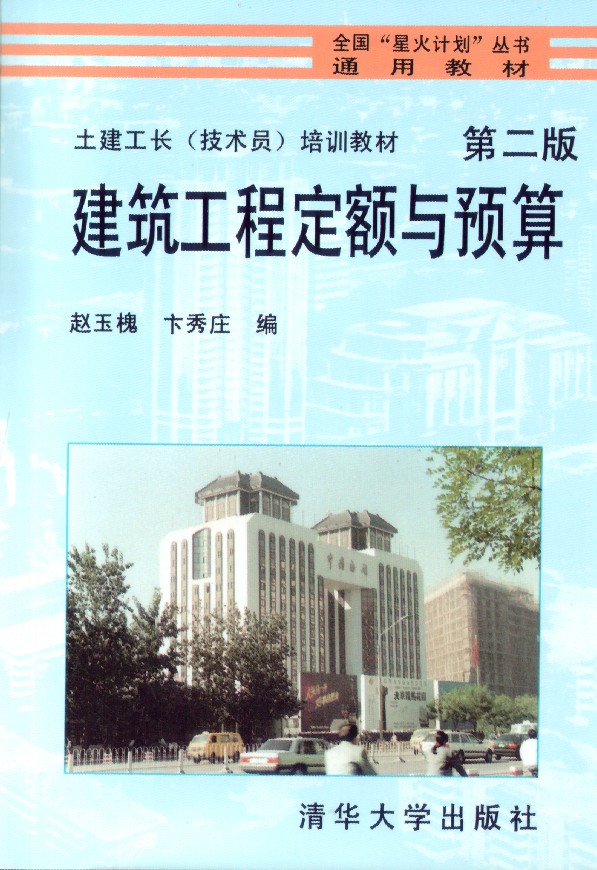 全国“星火计划”丛书
通用教材
土建工长（技术员）培训教材 第二版
建筑工程定额与预算
赵玉槐 卞秀庄 编
清华大学出版社